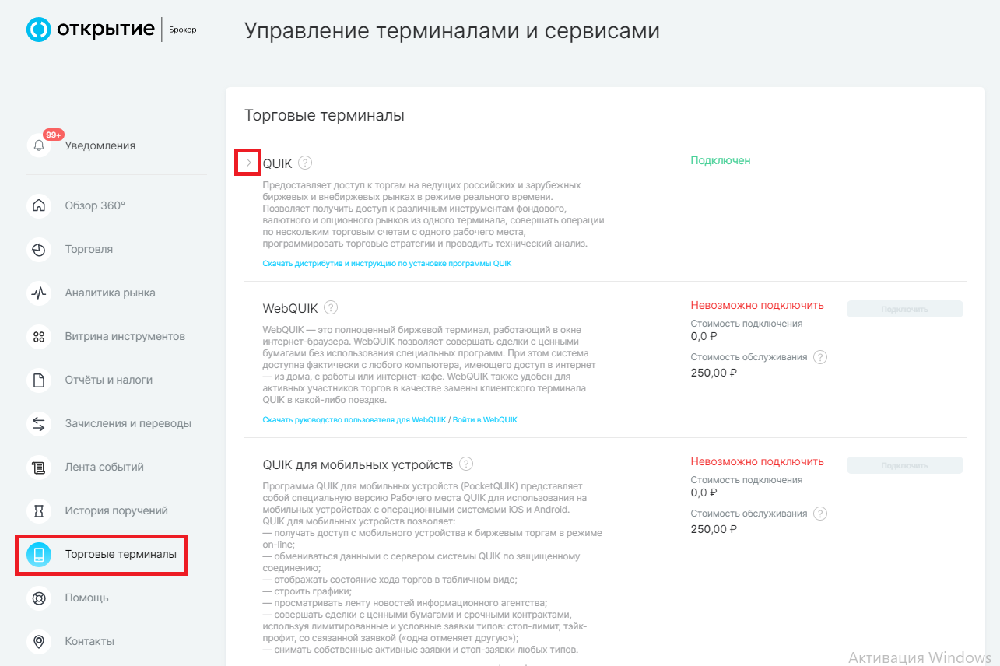 открытие Брокер
Управление терминалами и сервисами
99+
Уведомления
Обзор 360°
Торговля
Аналитика рынка
Витрина инструментов
Отчёты и налоги
Зачисления и переводы
Лента событий
История поручений
Торговые терминалы
Помощь
Контакты
Торговые терминалы
QUIK ?
Подключен
Предоставляет доступ к торгам на ведущих российских и зарубежных
биржевых и внебиржевых рынках в режиме реального времени.
Позволяет получить доступ к различным инструментам фондового,
валютного и опционного рынков из одного терминала, совершать операции
по нескольким торговым счетам с одного рабочего места,
программировать торговые стратегии и проводить технический анализ.
Скачать дистрибутив и инструкцию по установке программы QUIK
WebQUIK ?
WebQUIK — это полноценный биржевой терминал, работающий в окне
интернет-браузера. WebQUIK позволяет совершать сделки с ценными
бумагами без использования специальных программ. При этом система
доступна фактически с любого компьютера, имеющего доступ в интернет
— из дома, с работы или интернет-кафе. WebQUIK также удобен для
активных участников торгов в качестве замены клиентского терминала
QUIK в какой-либо поездке.
Скачать руководство пользователя для WebQUIK / Войти в WebQUIK
Невозможно подключить
Подключить
Стоимость подключения
0,0 ₽
Стоимость обслуживания ?
250,00 ₽
QUIK для мобильных устройств ?
Программа QUIK для мобильных устройств (PocketQUIK) представляет
собой специальную версию Рабочего места QUIK для использования на
мобильных устройствах с операционными системами iOS и Android.
QUIK для мобильных устройств позволяет:
— получать доступ с мобильного устройства к биржевым торгам в режиме
on-line;
— обмениваться данными с сервером системы QUIK по защищенному
соединению;
— отображать состояние хода торгов в табличном виде;
— строить графики;
— просматривать ленту новостей информационного агентства;
— совершать сделки с ценными бумагами и срочными контрактами,
используя лимитированные и условные заявки типов: стоп-лимит, тэйк-
профит, со связанной заявкой («одна отменяет другую»);
— снимать собственные активные заявки и стоп-заявки любых типов.
Невозможно подключить
Подключить
Стоимость подключения
0,0 ₽
Стоимость обслуживания ?
250,00 ₽
Активация Windows